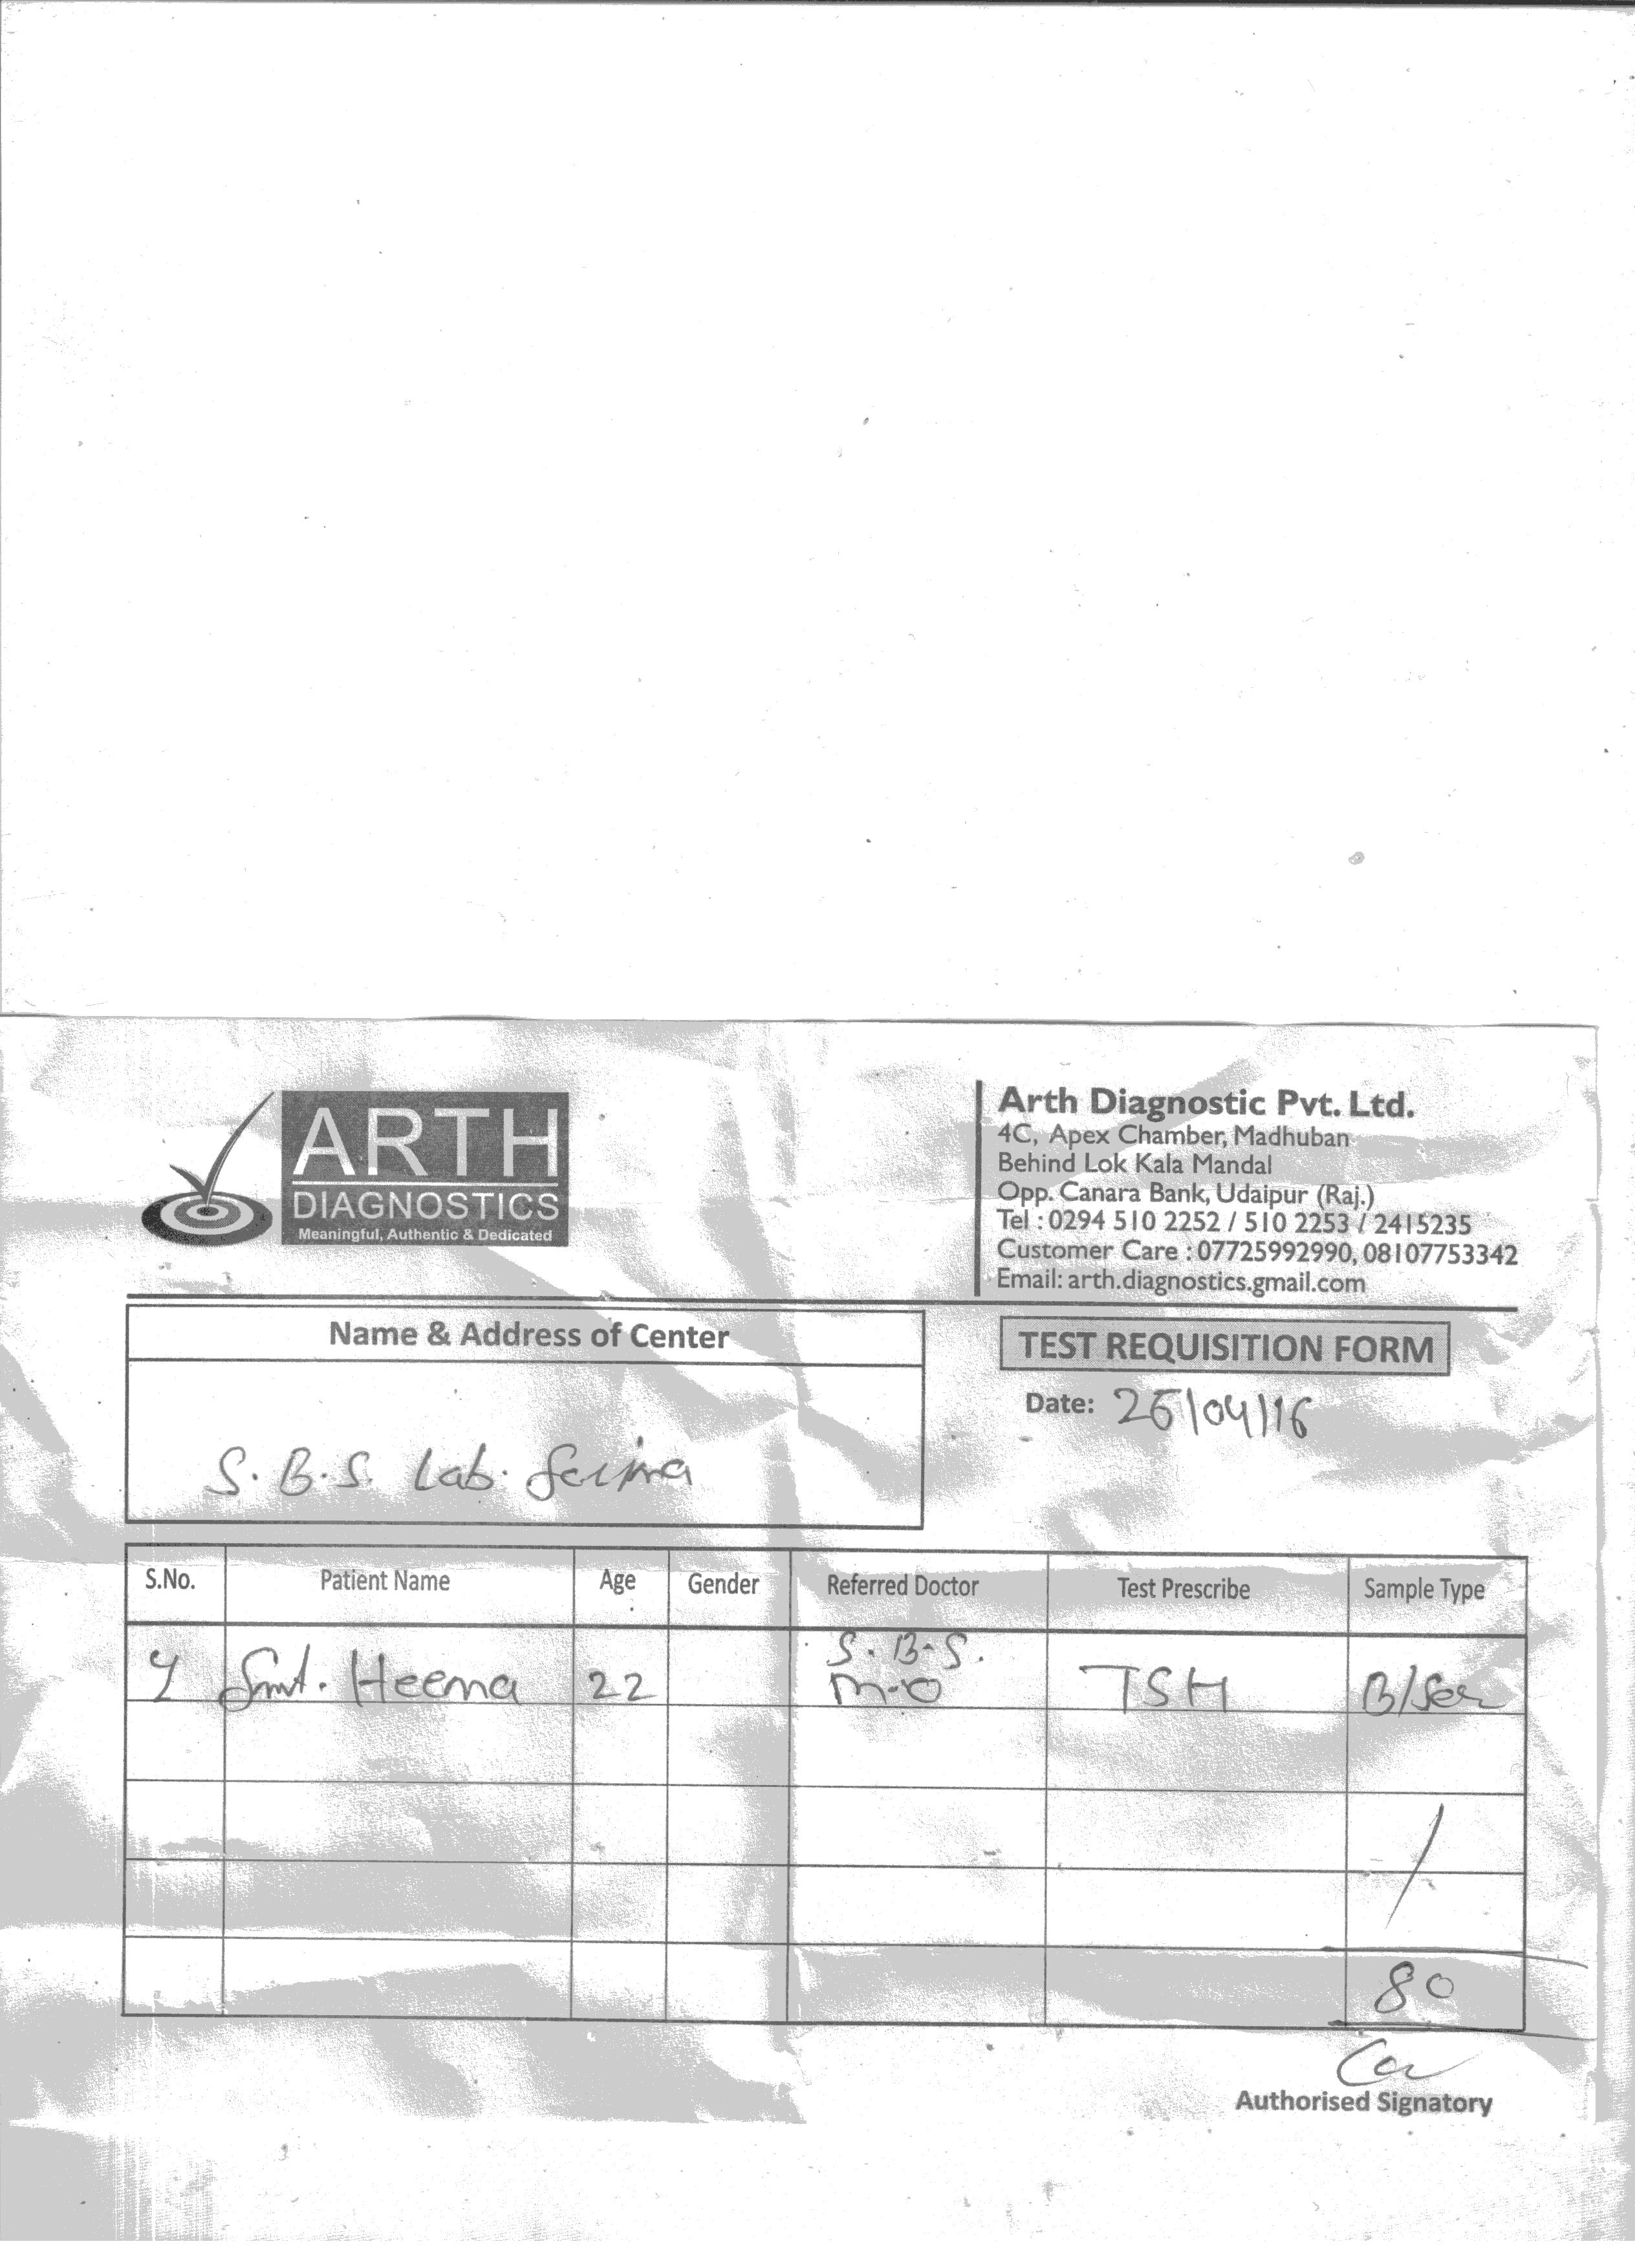 ARTH
DIAGNOSTICS
Meaningful, Authentic & Dedicated
Arth Diagnostic Pvt. Ltd.
4C, Apex Chamber, Madhuban
Behind Lok Kala Mandal
Opp. Canara Bank, Udaipur (Raj.)
Tel : 0294 510 2252 / 510 2253 / 2415235
Customer Care : 07725992990, 08107753342
Email: arth.diagnostics.gmail.com
Name & Address of Center
S. B. S. Lab.
TEST REQUISITION FORM
Date: 26/04/16
S.No. Patient Name Age Gender Referred Doctor Test Prescribe Sample Type
S. B. S.
Smt. Heema 22 M.O TSH B/Ser
80
Authorised Signatory